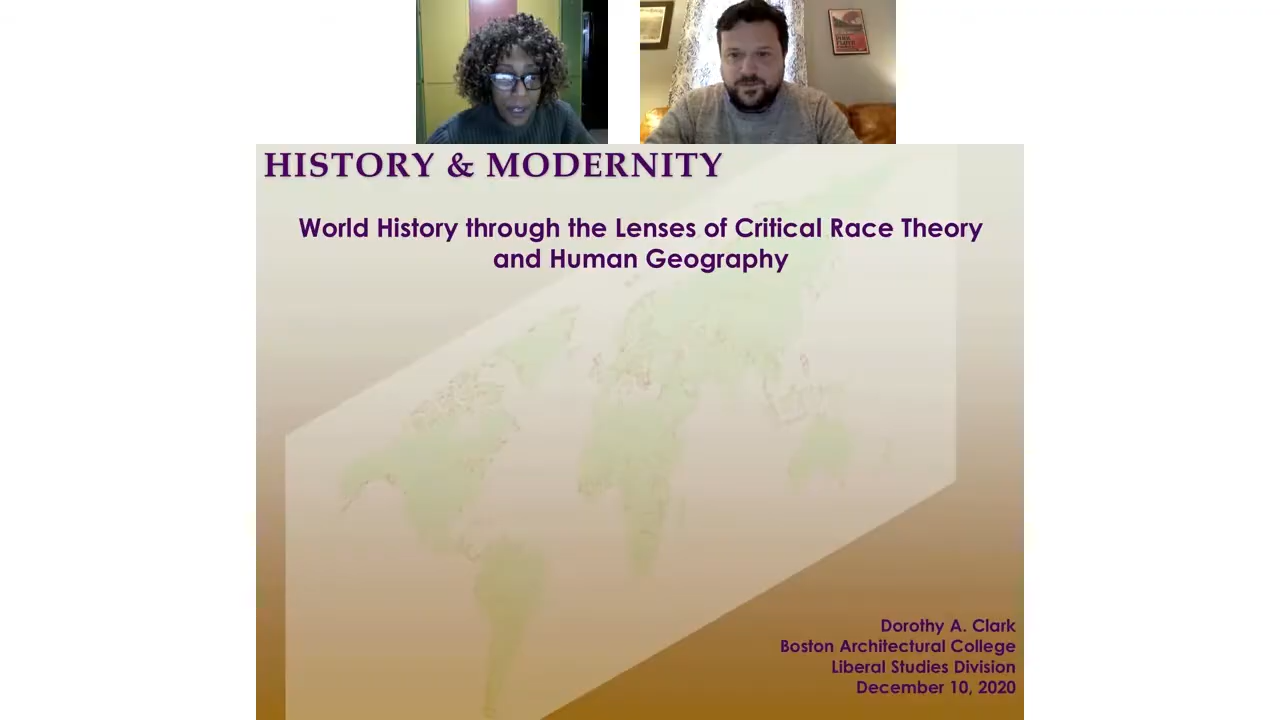 HISTORY & MODERNITY
World History through the Lenses of Critical Race Theory
and Human Geography
Dorothy A. Clark
Boston Architectural College
Liberal Studies Division
December 10, 2020